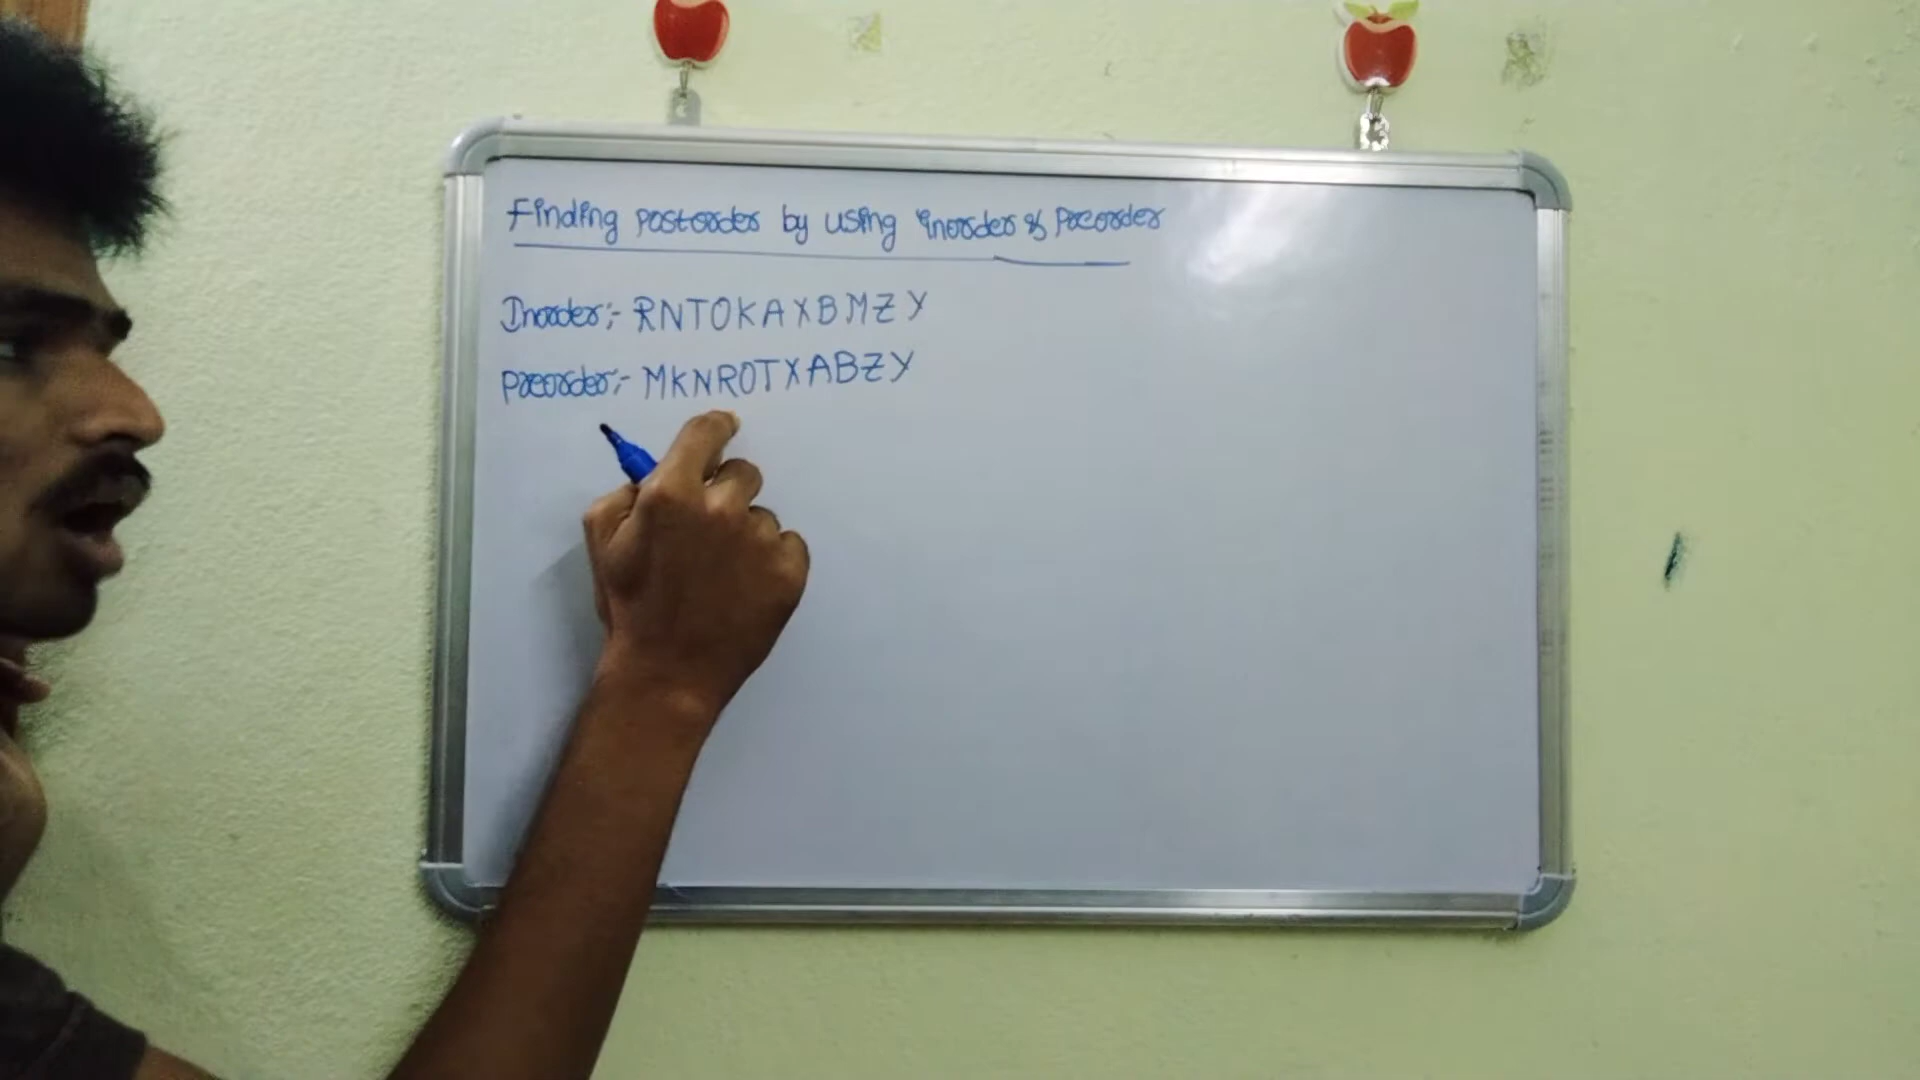 Finding postorder by using inorder & Preorder
Inorder:- RNTOKAXBMZY
preorder:- MKNROTXABZY